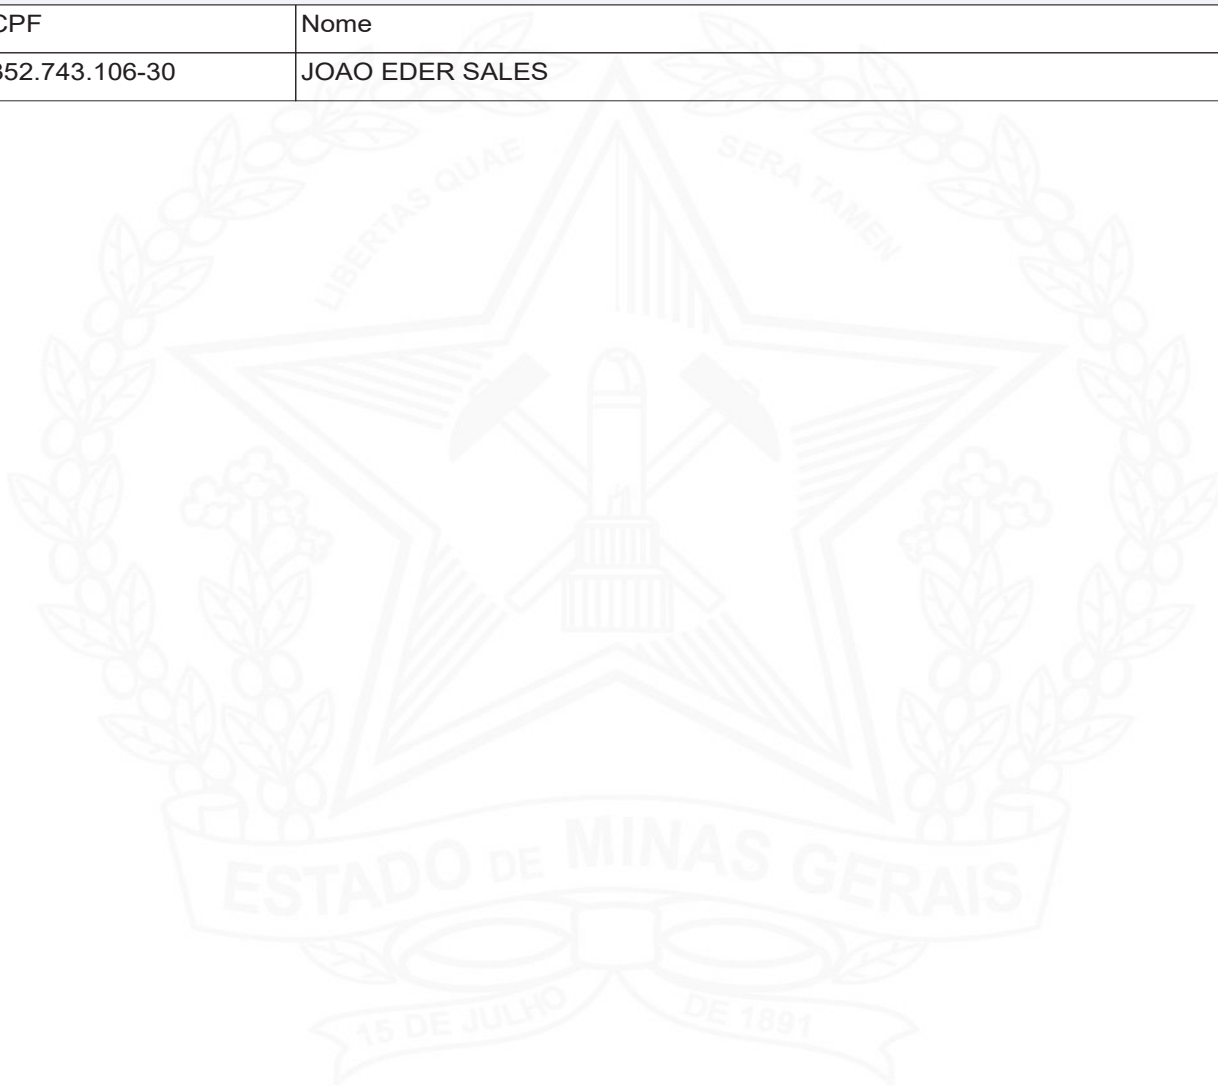 CPF Nome
352.743.106-30 JOAO EDER SALES
LIBERTAS QUAE SERA TAMEN
ESTADO DE MINAS GERAIS
15 DE JULHO DE 1891